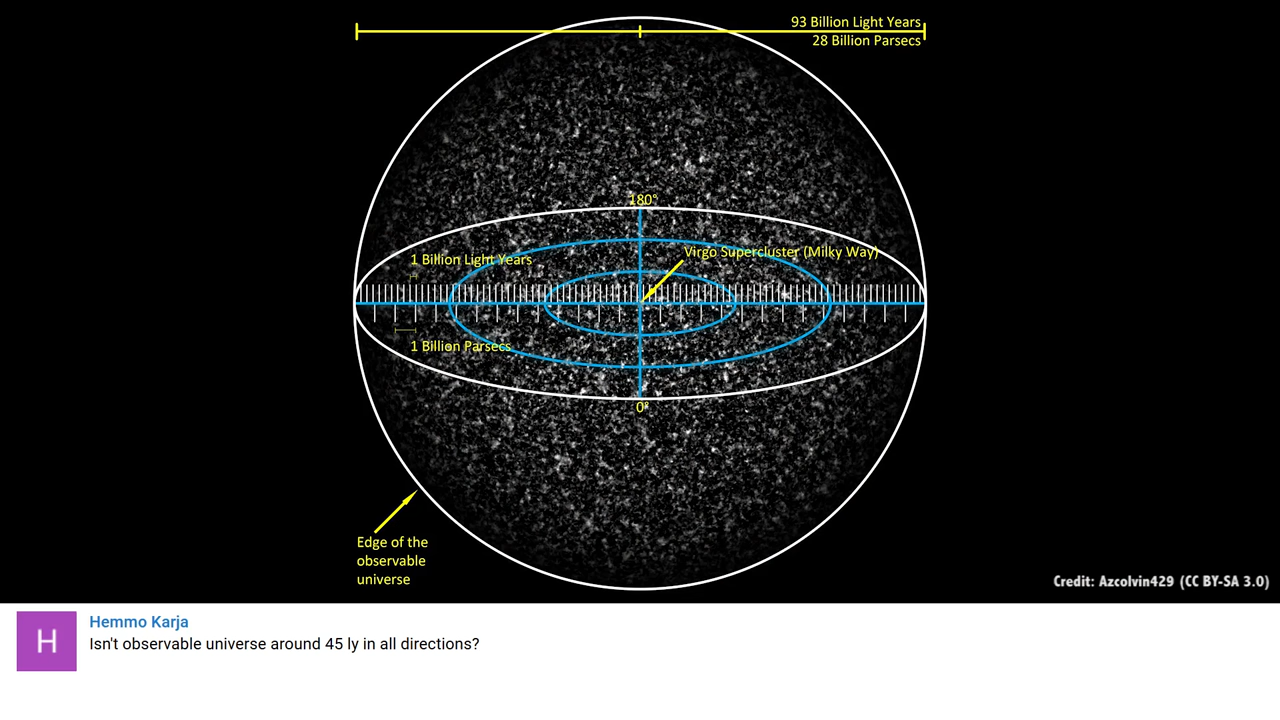 93 Billion Light Years
28 Billion Parsecs
180°
Virgo Supercluster (Milky Way)
1 Billion Light Years
1 Billion Parsecs
0°
Edge of the
observable
universe
Credit: Azcolvin429 (CC BY-SA 3.0)
H
Hemmo Karja
Isn't observable universe around 45 ly in all directions?